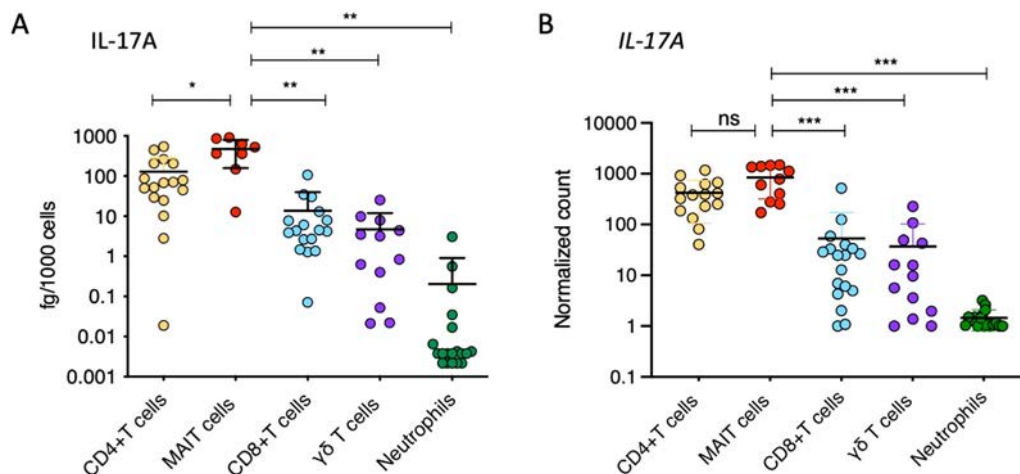 A
IL-17A
**
**
*
**
fg/1000 cells
1000
100
10
1
0.1
0.01
0.001
CD4+T cells
MAIT cells
CD8+T cells
γδ T cells
Neutrophils
B
IL-17A
***
***
ns
***
Normalized count
10000
1000
100
10
1
0.1
CD4+T cells
MAIT cells
CD8+T cells
γδ T cells
Neutrophils